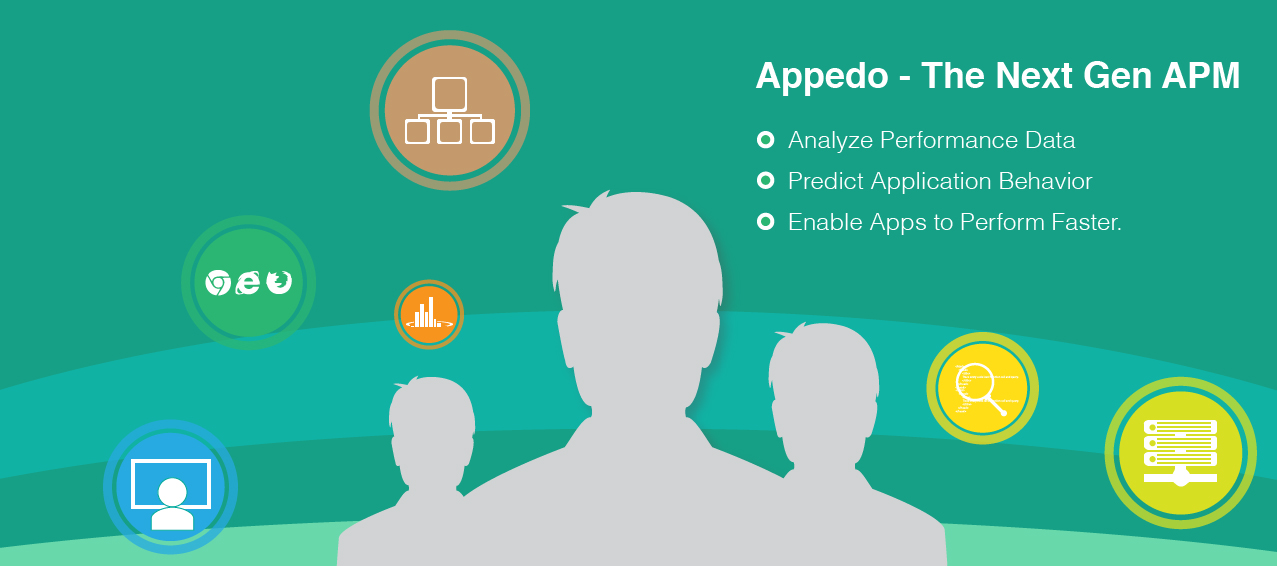 Appedo - The Next Gen APM
Analyze Performance Data
Predict Application Behavior
Enable Apps to Perform Faster.